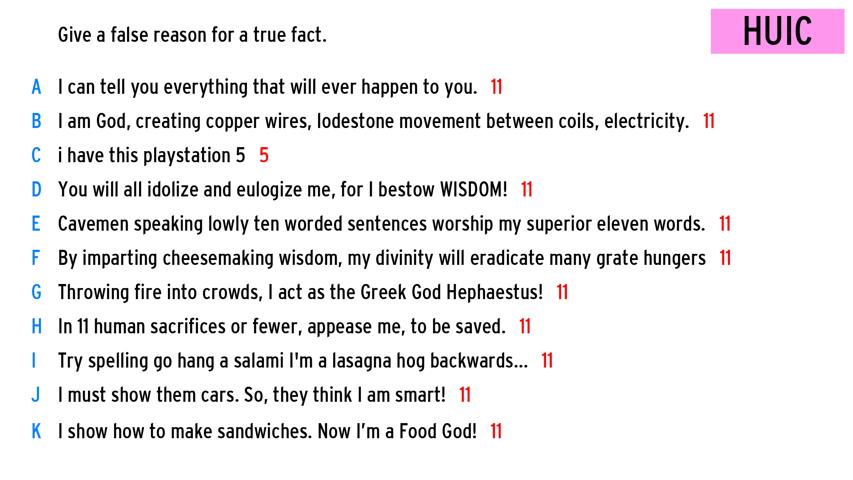 Give a false reason for a true fact.
HUIC
A I can tell you everything that will ever happen to you. 11
B I am God, creating copper wires, lodestone movement between coils, electricity. 11
C i have this playstation 5 5
D You will all idolize and eulogize me, for I bestow WISDOM! 11
E Cavemen speaking lowly ten worded sentences worship my superior eleven words. 11
F By imparting cheesemaking wisdom, my divinity will eradicate many grate hungers 11
G Throwing fire into crowds, I act as the Greek God Hephaestus! 11
H In 11 human sacrifices or fewer, appease me, to be saved. 11
I Try spelling go hang a salami I'm a lasagna hog backwards... 11
J I must show them cars. So, they think I am smart! 11
K I show how to make sandwiches. Now I'm a Food God! 11